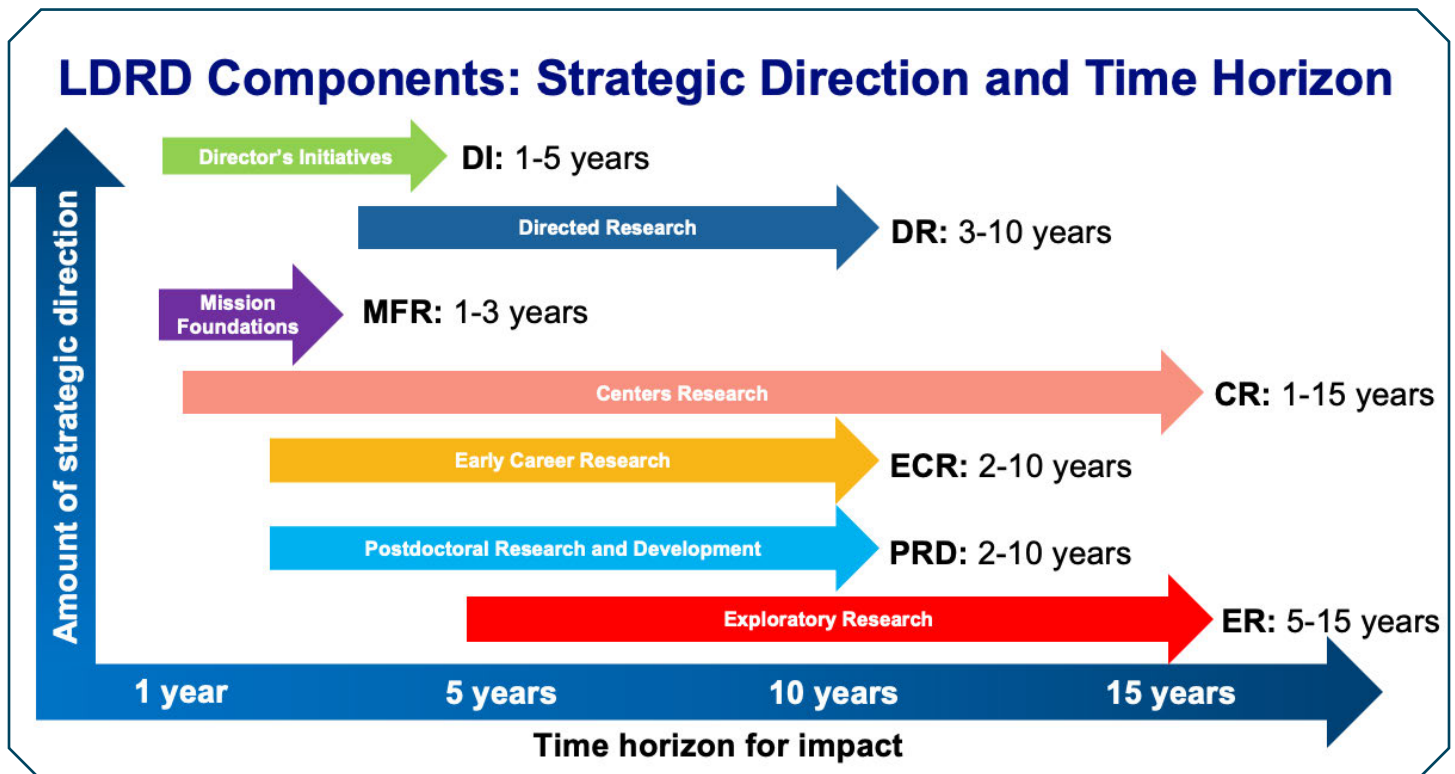 LDRD Components: Strategic Direction and Time Horizon
Director's Initiatives
DI: 1-5 years
Directed Research
DR: 3-10 years
Mission
Foundations
MFR: 1-3 years
Centers Research
CR: 1-15 years
Early Career Research
ECR: 2-10 years
Postdoctoral Research and Development
PRD: 2-10 years
Exploratory Research
ER: 5-15 years
Amount of strategic direction
1 year
5 years
10 years
15 years
Time horizon for impact